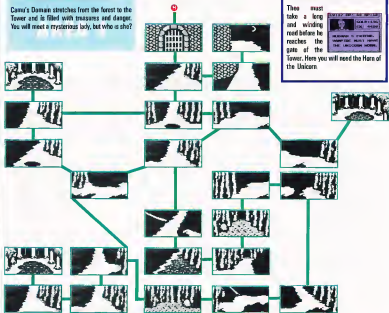 Camu's Domain stretches from the forest to the
Tower and is filled with treasures and danger.
You will meet a mysterious lady, but who is she?
H
Theo must
take a long
and winding
road before he
reaches the
gate of the
Tower. Here you will need the Horn of
the Unicorn